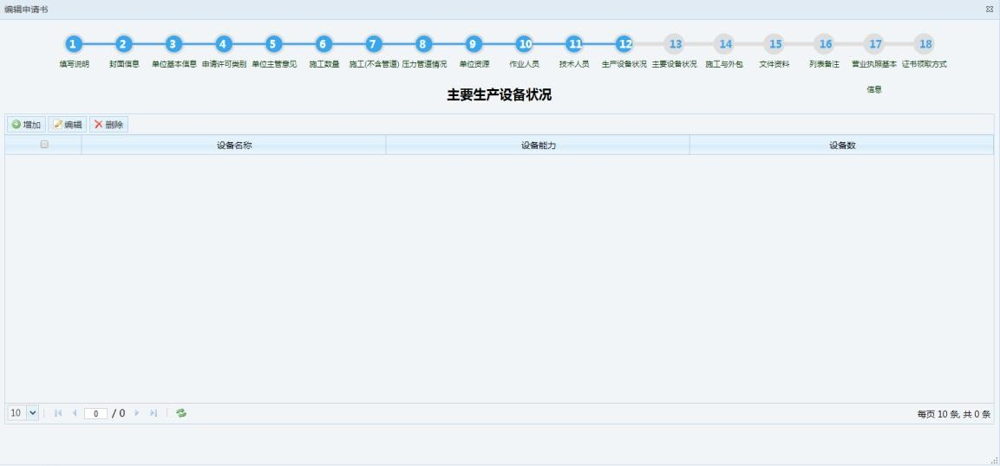 编辑申请书
1 2 3 4 5 6 7 8 9 10 11 12 13 14 15 16 17 18
填写说明 封面信息 单位基本信息 申请许可类别 单位主管意见 施工数量 施工(不含管道) 压力管道情况 单位资源 作业人员 技术人员 生产设备状况 主要设备状况 施工与外包 文件资料 列表备注 营业执照基本 证书领取方式
信息
主要生产设备状况
增加 编辑 删除
设备名称 设备能力 设备数
10 0 / 0 每页 10 条, 共 0 条